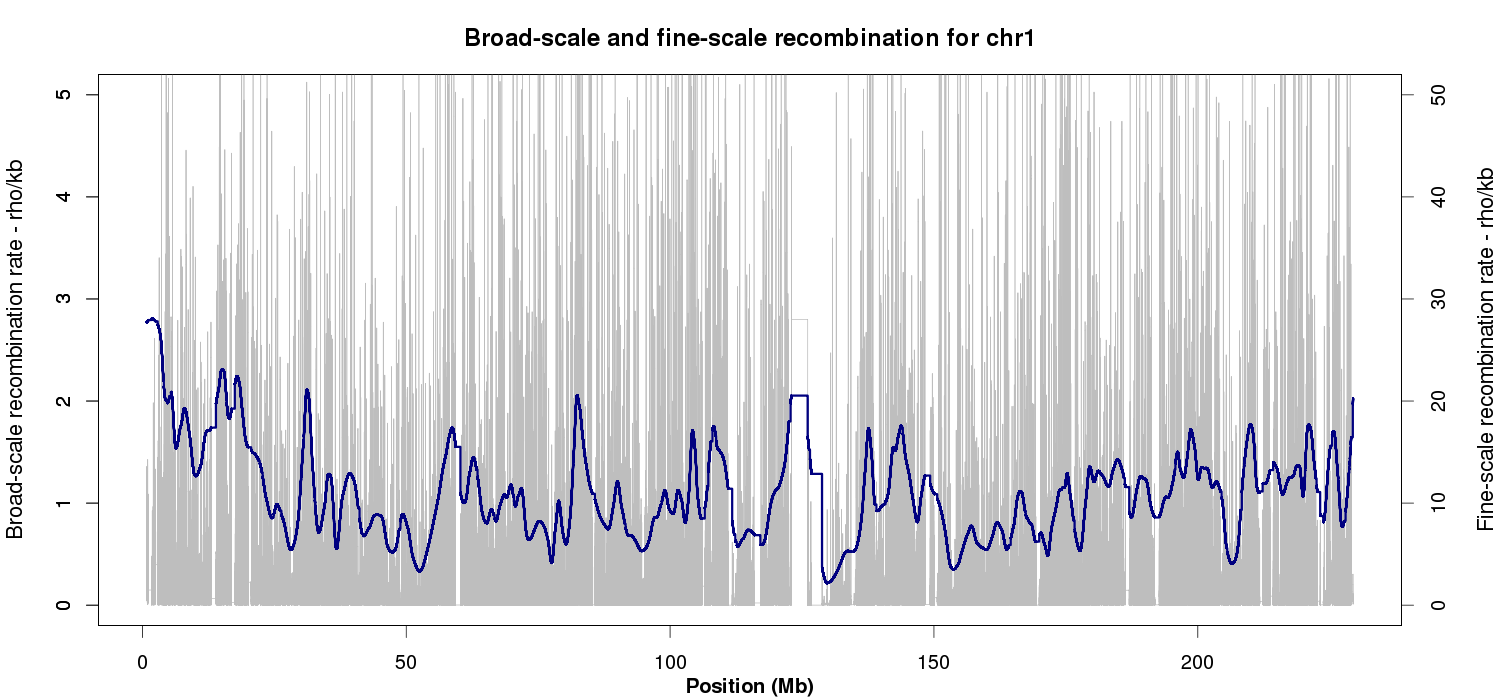 Broad-scale and fine-scale recombination for chr1
Broad-scale recombination rate - rho/kb
5
4
3
2
1
0
50
40
30
20
10
0
Fine-scale recombination rate - rho/kb
0 50 100 150 200
Position (Mb)